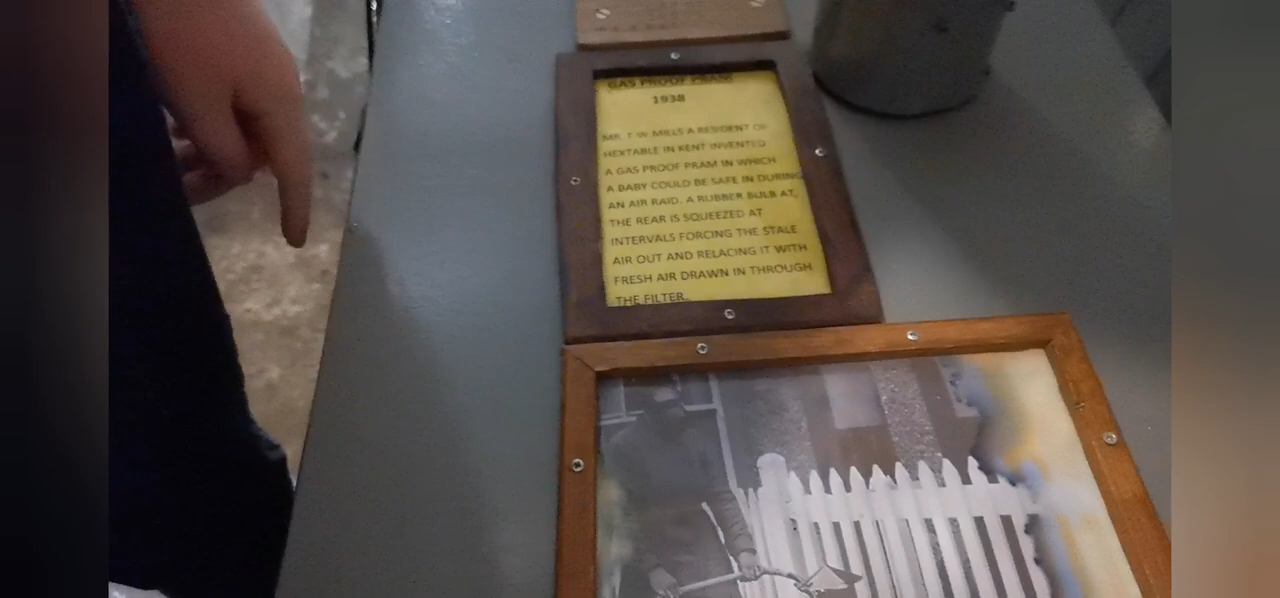 GAS PROOF PRAM
1938
MR. F W MILLS A RESIDENT OF
HEXTABLE IN KENT INVENTED
A GAS PROOF PRAM IN WHICH
A BABY COULD BE SAFE IN DURING
AN AIR RAID. A RUBBER BULB AT,
THE REAR IS SQUEEZED AT
INTERVALS FORCING THE STALE
AIR OUT AND RELACING IT WITH
FRESH AIR DRAWN IN THROUGH
THE FILTER.